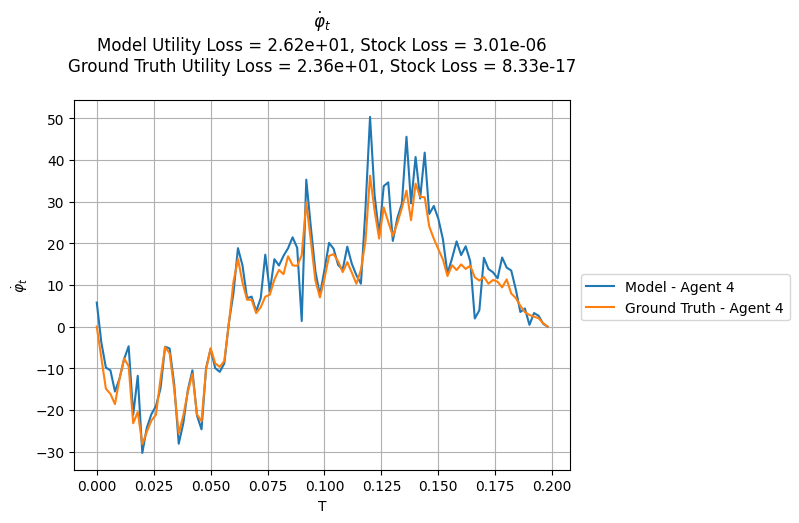 φ̇ₜ
Model Utility Loss = 2.62e+01, Stock Loss = 3.01e-06
Ground Truth Utility Loss = 2.36e+01, Stock Loss = 8.33e-17
50
40
30
20
10
0
−10
−20
−30
φ̇ₜ
0.000 0.025 0.050 0.075 0.100 0.125 0.150 0.175 0.200
T
Model - Agent 4
Ground Truth - Agent 4